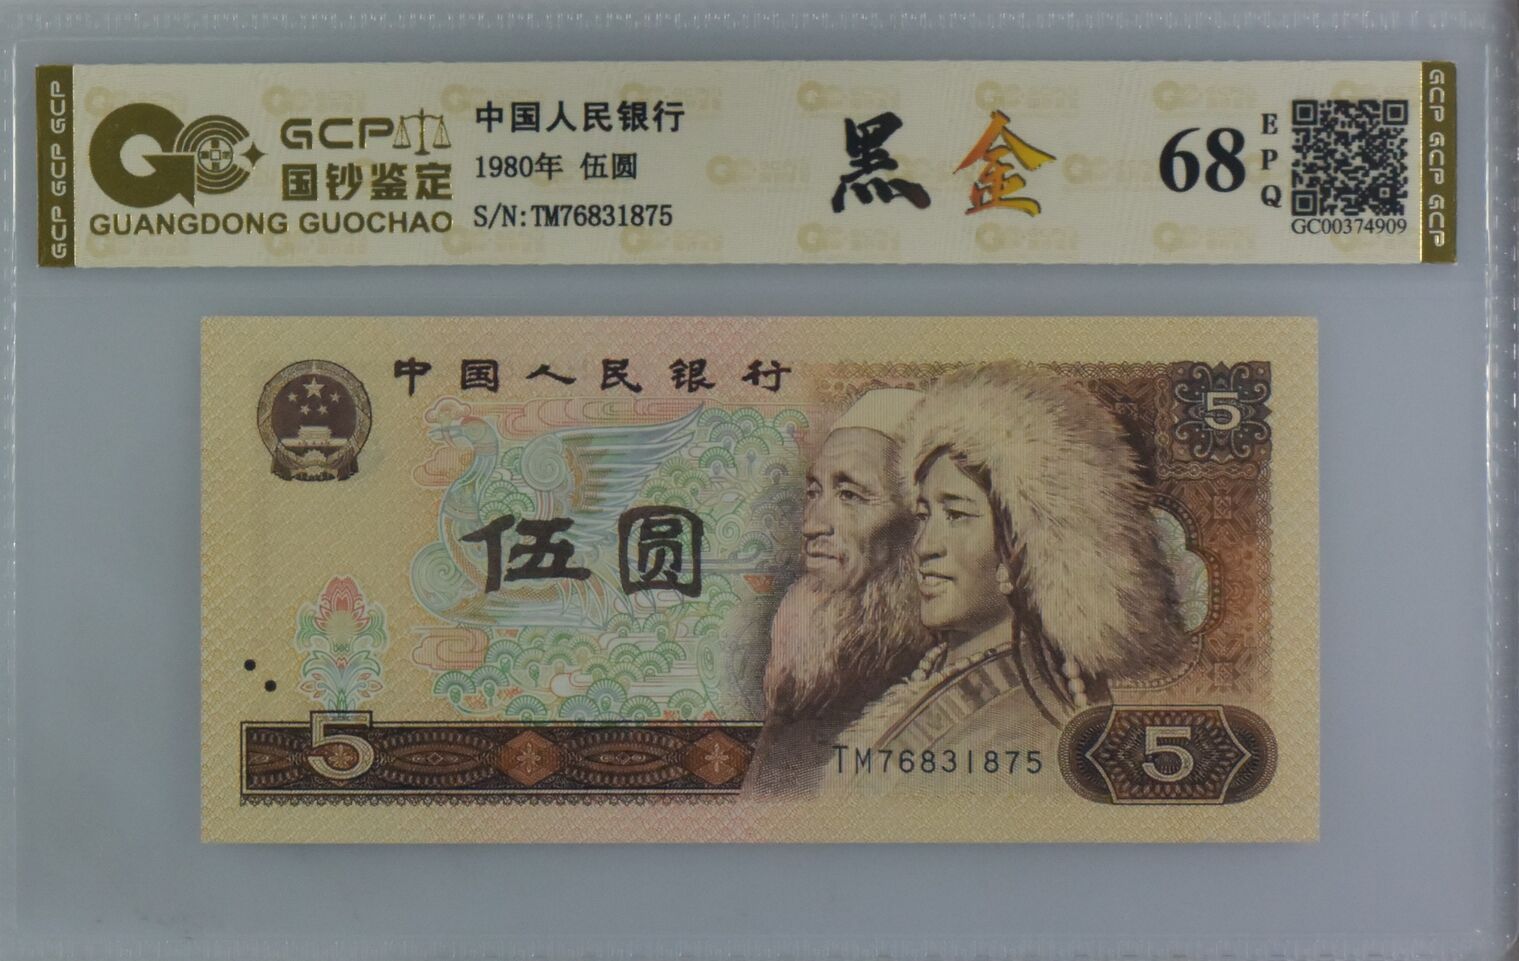 GCP
国钞鉴定
GUANGDONG GUOCHAO
中国人民银行
1980年 伍圆
S/N:TM76831875
黑金
68
EPQ
GC00374909
GCP GCP GCP
GCP GCP GCP
中国人民银行
5
伍圆
5
TM76831875
5